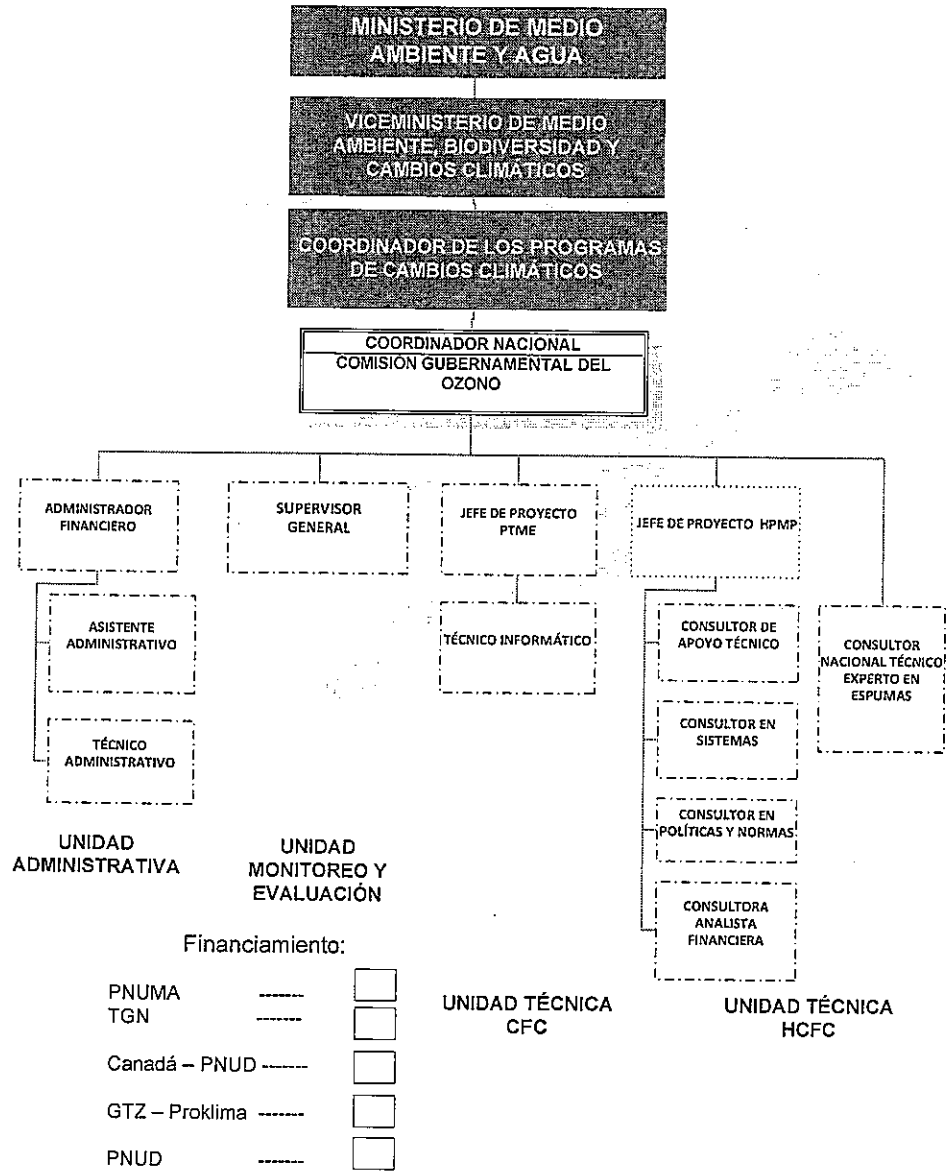 MINISTERIO DE MEDIO
AMBIENTE Y AGUA
VICEMINISTERIO DE MEDIO
AMBIENTE, BIODIVERSIDAD Y
CAMBIOS CLIMÁTICOS
COORDINADOR DE LOS PROGRAMAS
DE CAMBIOS CLIMÁTICOS
COORDINADOR NACIONAL
COMISIÓN GUBERNAMENTAL DEL
OZONO
ADMINISTRADOR
FINANCIERO
SUPERVISOR
GENERAL
JEFE DE PROYECTO
PTME
JEFE DE PROYECTO HPMP
ASISTENTE
ADMINISTRATIVO
TÉCNICO INFORMÁTICO
CONSULTOR DE
APOYO TÉCNICO
CONSULTOR
NACIONAL TÉCNICO
EXPERTO EN
ESPUMAS
TÉCNICO
ADMINISTRATIVO
CONSULTOR EN
SISTEMAS
CONSULTOR EN
POLÍTICAS Y NORMAS
CONSULTORA
ANALISTA
FINANCIERA
UNIDAD
ADMINISTRATIVA
UNIDAD
MONITOREO Y
EVALUACIÓN
UNIDAD TÉCNICA
CFC
UNIDAD TÉCNICA
HCFC
Financiamiento:
PNUMA ------
TGN ------
Canadá – PNUD -------
GTZ – Proklima -------
PNUD ------